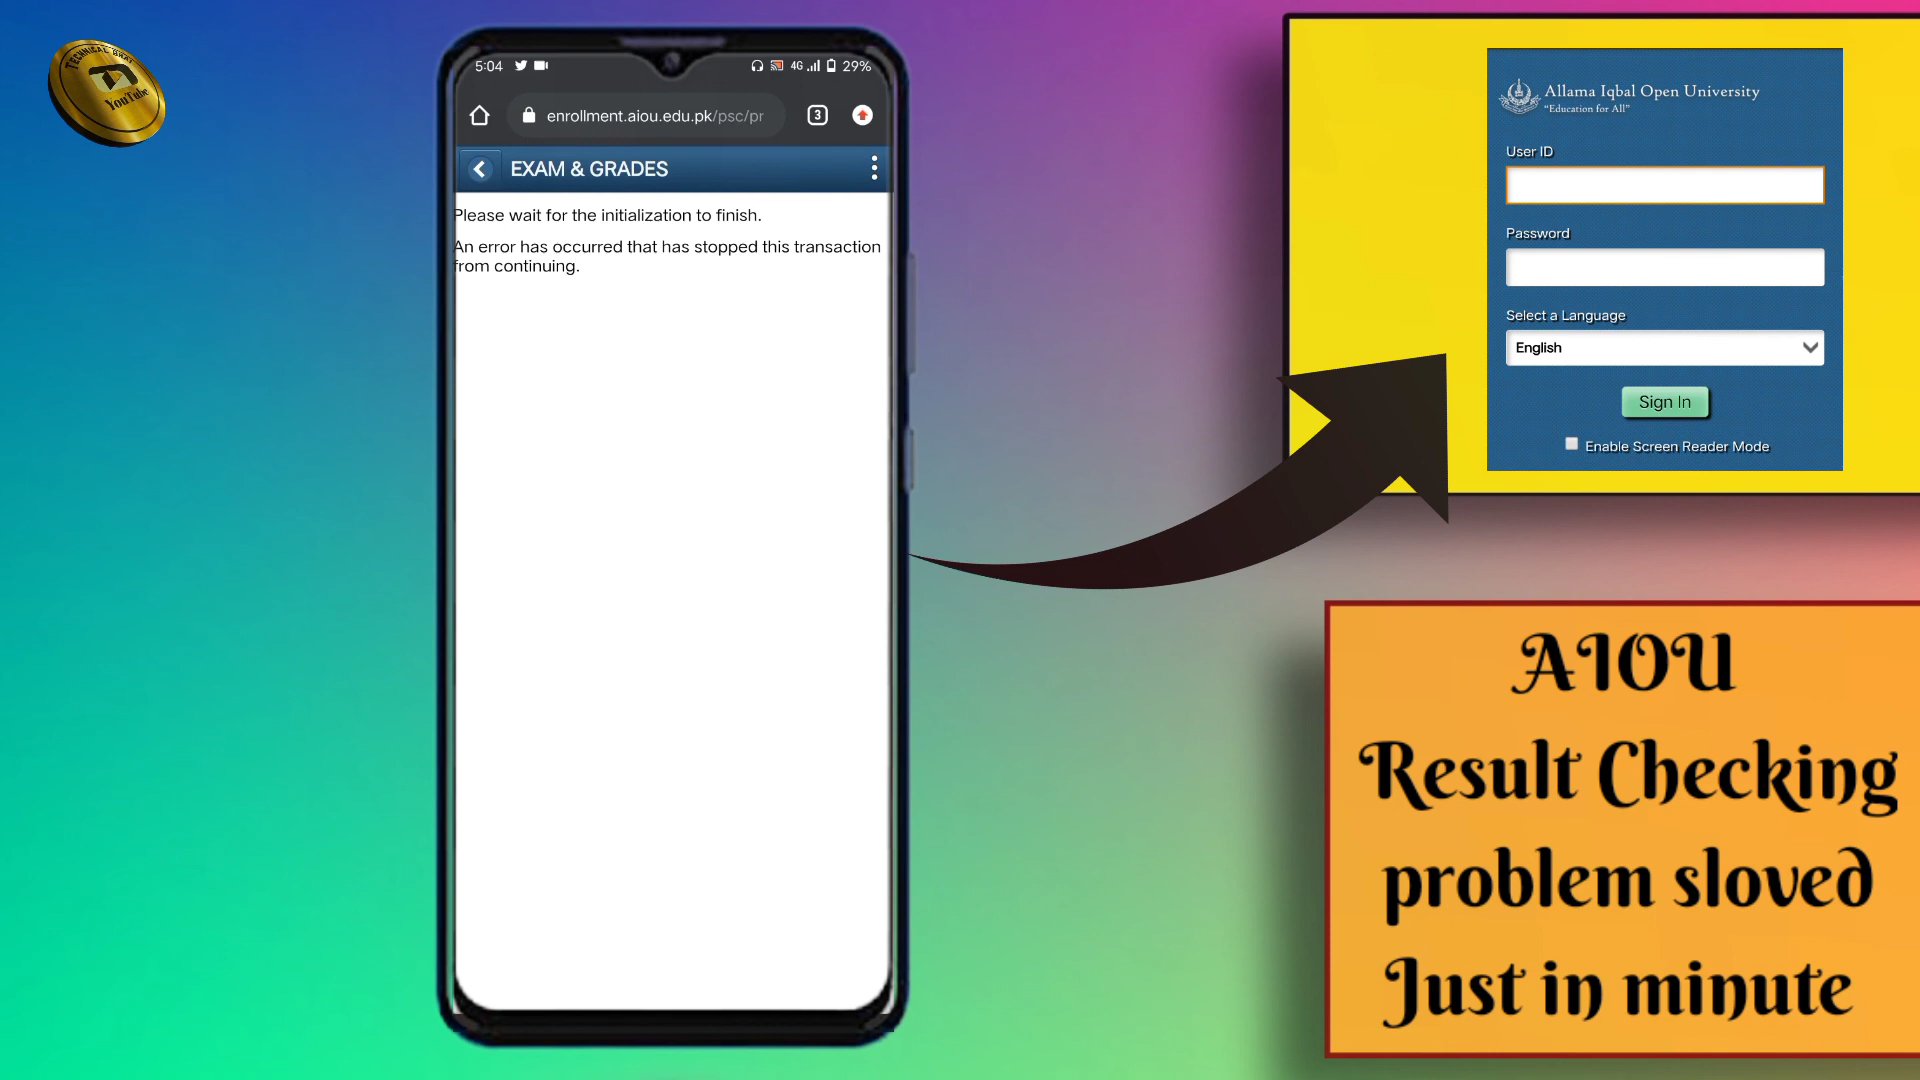 TECHNICAL BHAI
YouTube
5:04
4G
29%
enrollment.aiou.edu.pk/psc/pr
3
EXAM & GRADES
Please wait for the initialization to finish.
An error has occurred that has stopped this transaction
from continuing.
Allama Iqbal Open University
"Education for All"
User ID
Password
Select a Language
English
Sign In
Enable Screen Reader Mode
AIOU
Result Checking
problem sloved
Just in minute